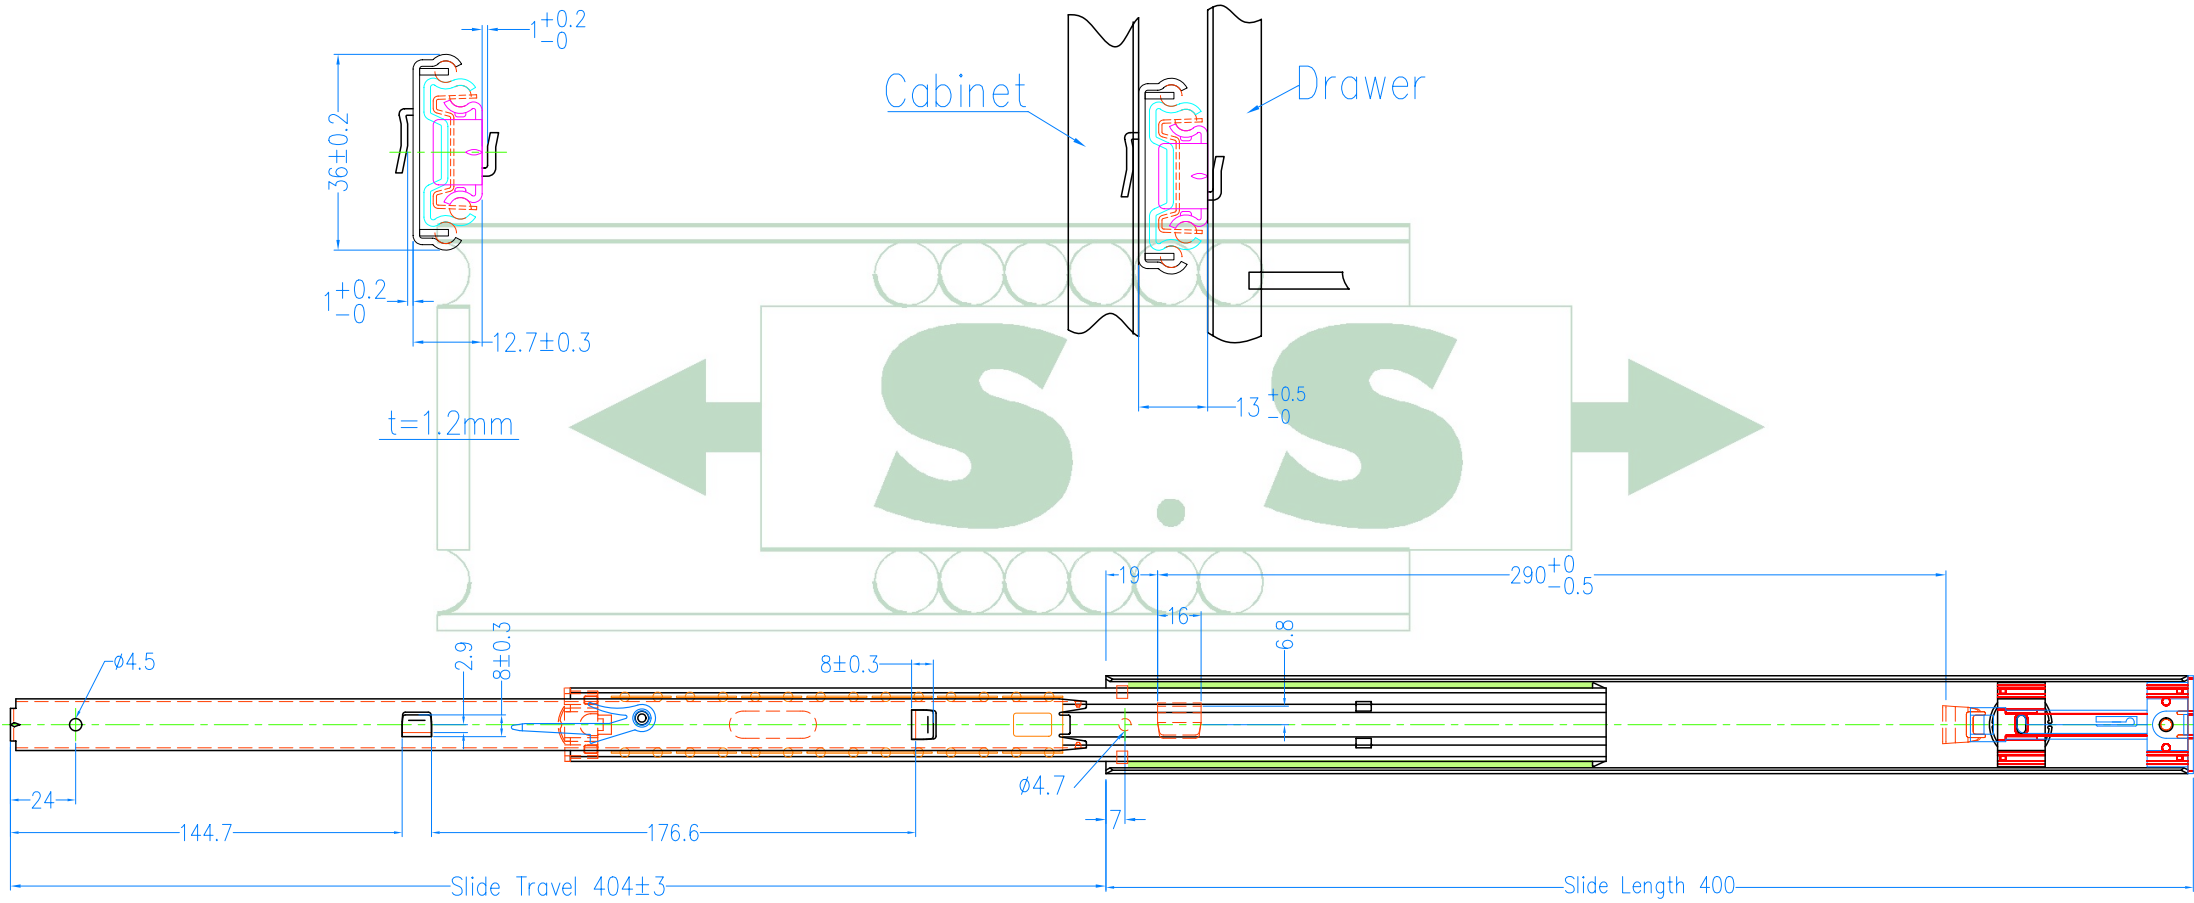 1 +0.2
-0
Cabinet
Drawer
36±0.2
1 +0.2
-0
12.7±0.3
13 +0.5
-0
t=1.2mm
S.S
19
290 +0
-0.5
16
6.8
ø4.5
2.9
8±0.3
8±0.3
ø4.7
24
7
144.7
176.6
Slide Travel 404±3
Slide Length 400